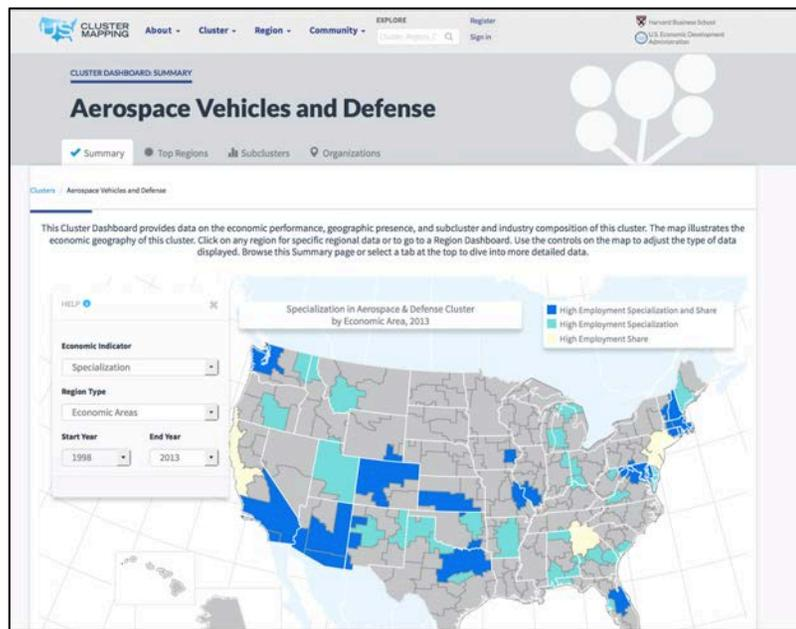 US CLUSTER MAPPING
About
Cluster
Region
Community
EXPLORE
Cluster, Region, C
Register
Sign in
Harvard Business School
U.S. Economic Development
Administration
CLUSTER DASHBOARD: SUMMARY
Aerospace Vehicles and Defense
Summary
Top Regions
Subclusters
Organizations
Clusters / Aerospace Vehicles and Defense
This Cluster Dashboard provides data on the economic performance, geographic presence, and subcluster and industry composition of this cluster. The map illustrates the
economic geography of this cluster. Click on any region for specific regional data or to go to a Region Dashboard. Use the controls on the map to adjust the type of data
displayed. Browse this Summary page or select a tab at the top to dive into more detailed data.
HELP
Economic Indicator
Specialization
Region Type
Economic Areas
Start Year
End Year
1998
2013
Specialization in Aerospace & Defense Cluster
by Economic Area, 2013
High Employment Specialization and Share
High Employment Specialization
High Employment Share